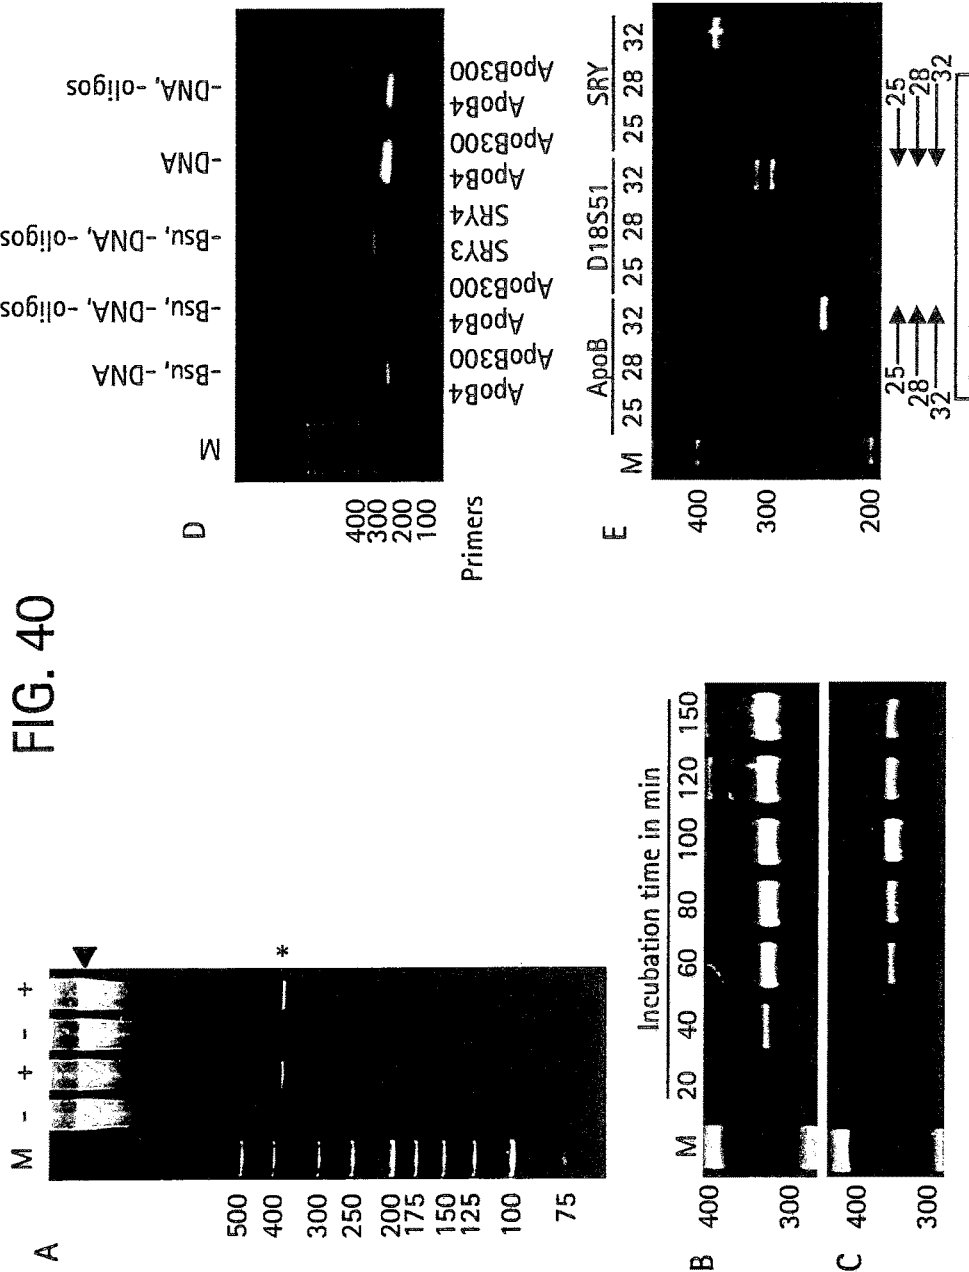 FIG. 40
A
M - + - +
*
500
400
300
250
200
175
150
125
100
75
B
Incubation time in min
M 20 40 60 80 100 120 150
400
300
C
400
300
D
M
-Bsu, -DNA
-Bsu, -DNA, -oligos
-Bsu, -DNA, -oligos
-DNA
-DNA, -oligos
400
300
200
100
Primers
ApoB4 ApoB300
ApoB4 ApoB300
SRY3 SRY4
ApoB4 ApoB300
ApoB4 ApoB300
E
ApoB D18S51 SRY
M 25 28 32 25 28 32 25 28 32
400
300
200
25 25
28 28
32 32